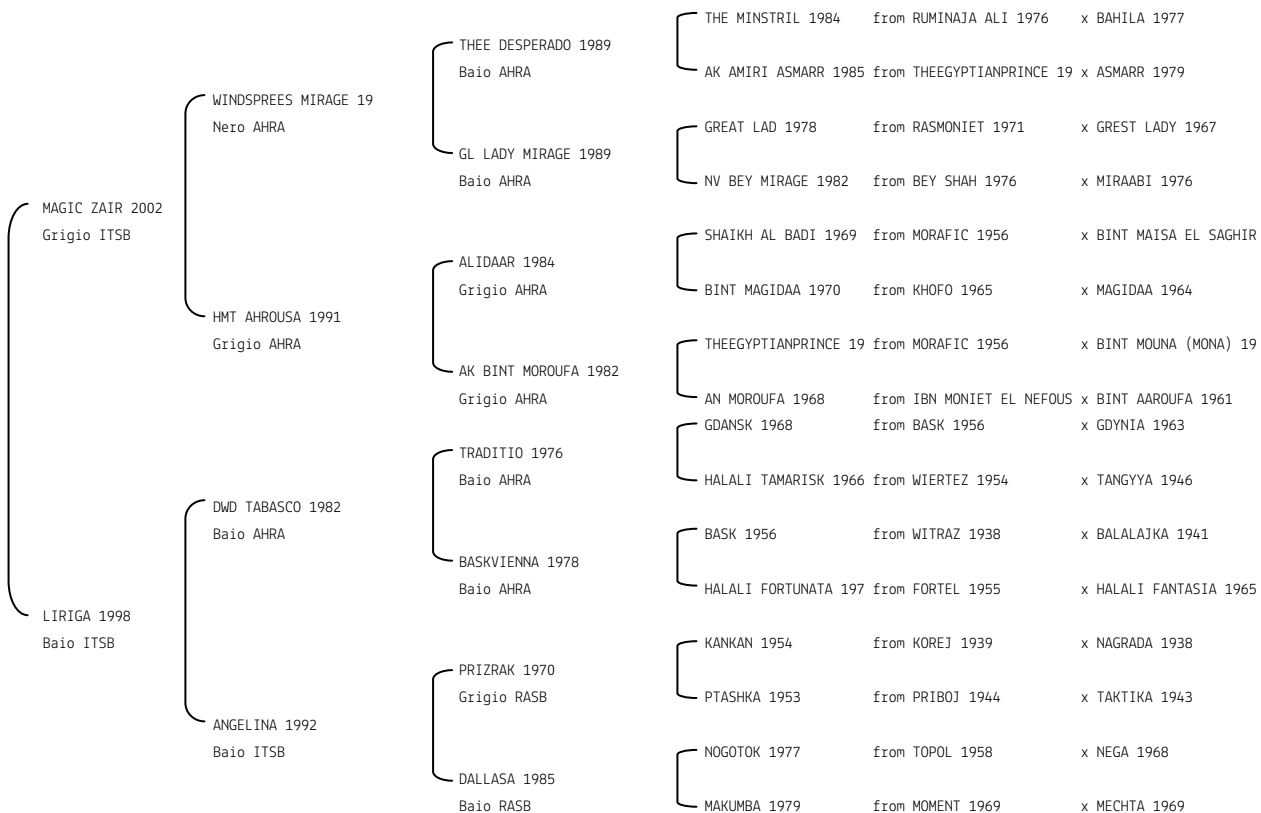 THE MINSTRIL 1984 from RUMINAJA ALI 1976 x BAHILA 1977
THEE DESPERADO 1989
Baio AHRA
AK AMIRI ASMARR 1985 from THEEGYPTIANPRINCE 19 x ASMARR 1979
WINDSPREES MIRAGE 19
Nero AHRA
GREAT LAD 1978 from RASMONIET 1971 x GREST LADY 1967
GL LADY MIRAGE 1989
Baio AHRA
NV BEY MIRAGE 1982 from BEY SHAH 1976 x MIRAABI 1976
MAGIC ZAIR 2002
Grigio ITSB
SHAIKH AL BADI 1969 from MORAFIC 1956 x BINT MAISA EL SAGHIR
ALIDAAR 1984
Grigio AHRA
BINT MAGIDAA 1970 from KHOFO 1965 x MAGIDAA 1964
HMT AHROUSA 1991
Grigio AHRA
THEEGYPTIANPRINCE 19 from MORAFIC 1956 x BINT MOUNA (MONA) 19
AK BINT MOROUFA 1982
Grigio AHRA
AN MOROUFA 1968 from IBN MONIET EL NEFOUS x BINT AAROUFA 1961
GDANSK 1968 from BASK 1956 x GDYNIA 1963
TRADITIO 1976
Baio AHRA
HALALI TAMARISK 1966 from WIERTEZ 1954 x TANGYYA 1946
DWD TABASCO 1982
Baio AHRA
BASK 1956 from WITRAZ 1938 x BALALAJKA 1941
BASKVIENNA 1978
Baio AHRA
HALALI FORTUNATA 197 from FORTEL 1955 x HALALI FANTASIA 1965
LIRIGA 1998
Baio ITSB
KANKAN 1954 from KOREJ 1939 x NAGRADA 1938
PRIZRAK 1970
Grigio RASB
PTASHKA 1953 from PRIBOJ 1944 x TAKTIKA 1943
ANGELINA 1992
Baio ITSB
NOGOTOK 1977 from TOPOL 1958 x NEGA 1968
DALLASA 1985
Baio RASB
MAKUMBA 1979 from MOMENT 1969 x MECHTA 1969